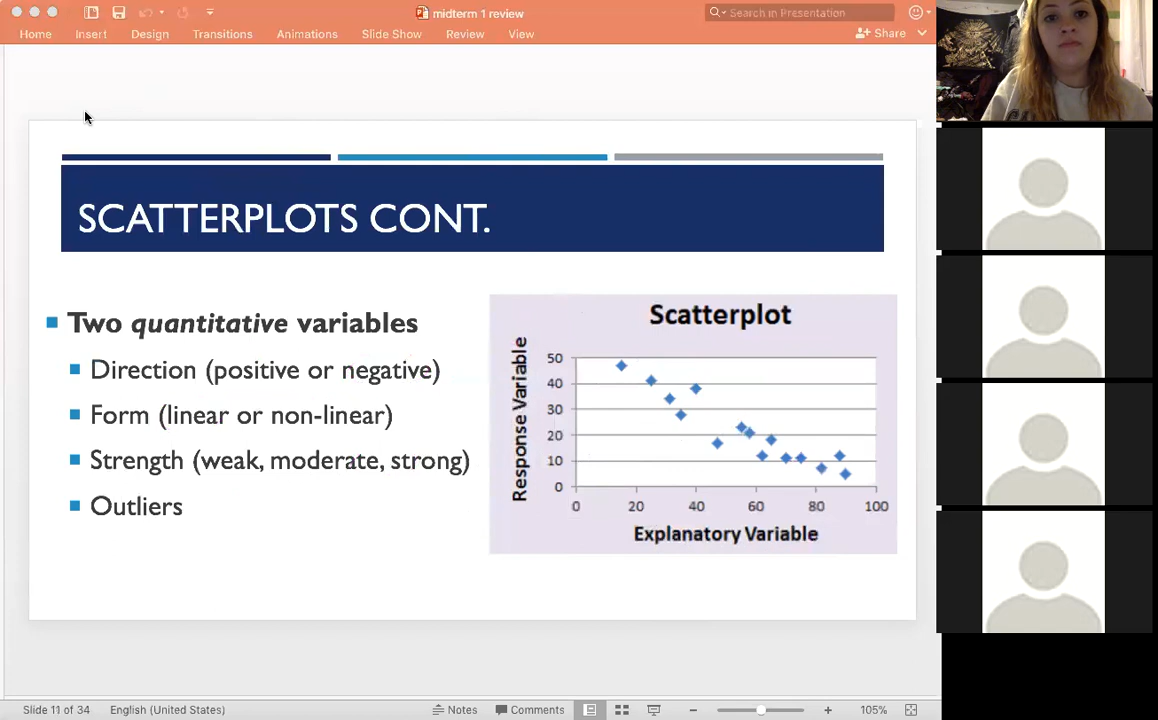 midterm 1 review
Search in Presentation
Home Insert Design Transitions Animations Slide Show Review View Share
SCATTERPLOTS CONT.
Two quantitative variables
Direction (positive or negative)
Form (linear or non-linear)
Strength (weak, moderate, strong)
Outliers
Scatterplot
Response Variable
50
40
30
20
10
0
0 20 40 60 80 100
Explanatory Variable
Slide 11 of 34 English (United States) Notes Comments 105%